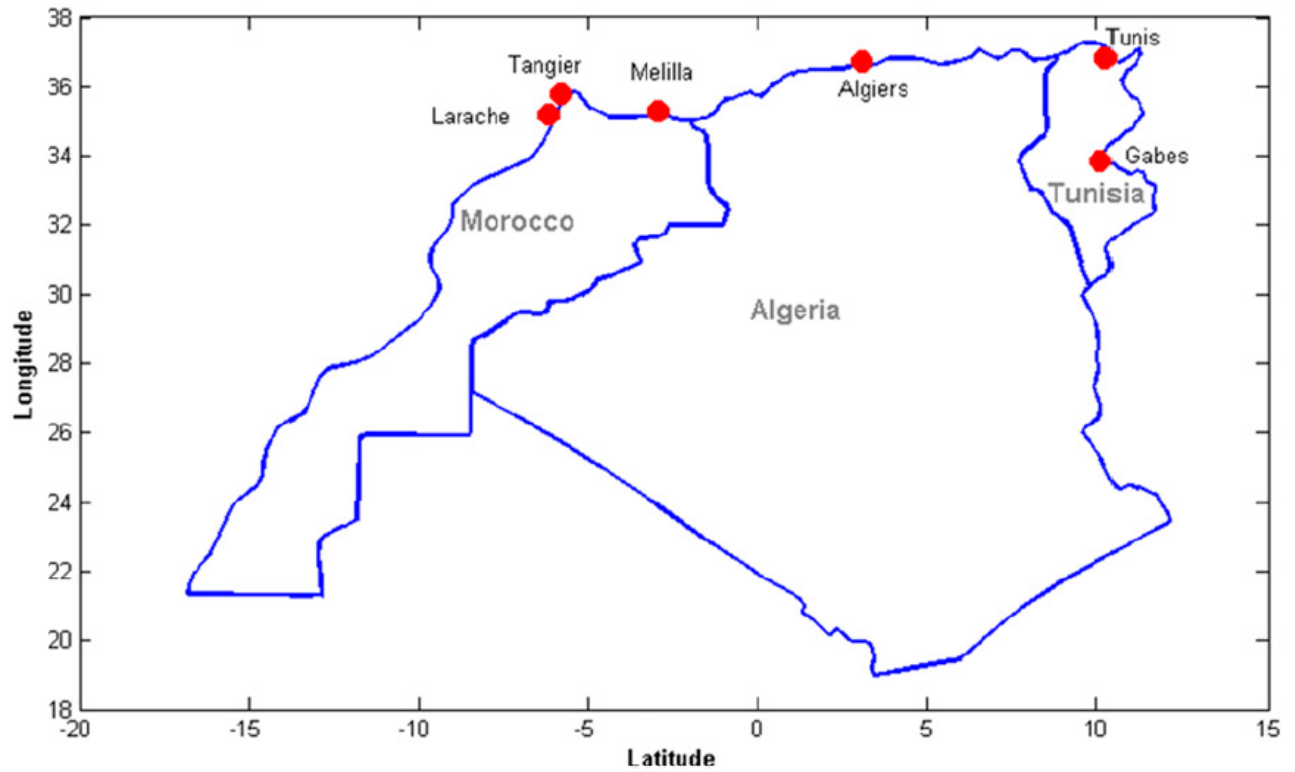 38
36
34
32
30
28
26
24
22
20
18
Longitude
Tangier
Melilla
Larache
Algiers
Tunis
Gabes
Tunisia
Morocco
Algeria
-20 -15 -10 -5 0 5 10 15
Latitude